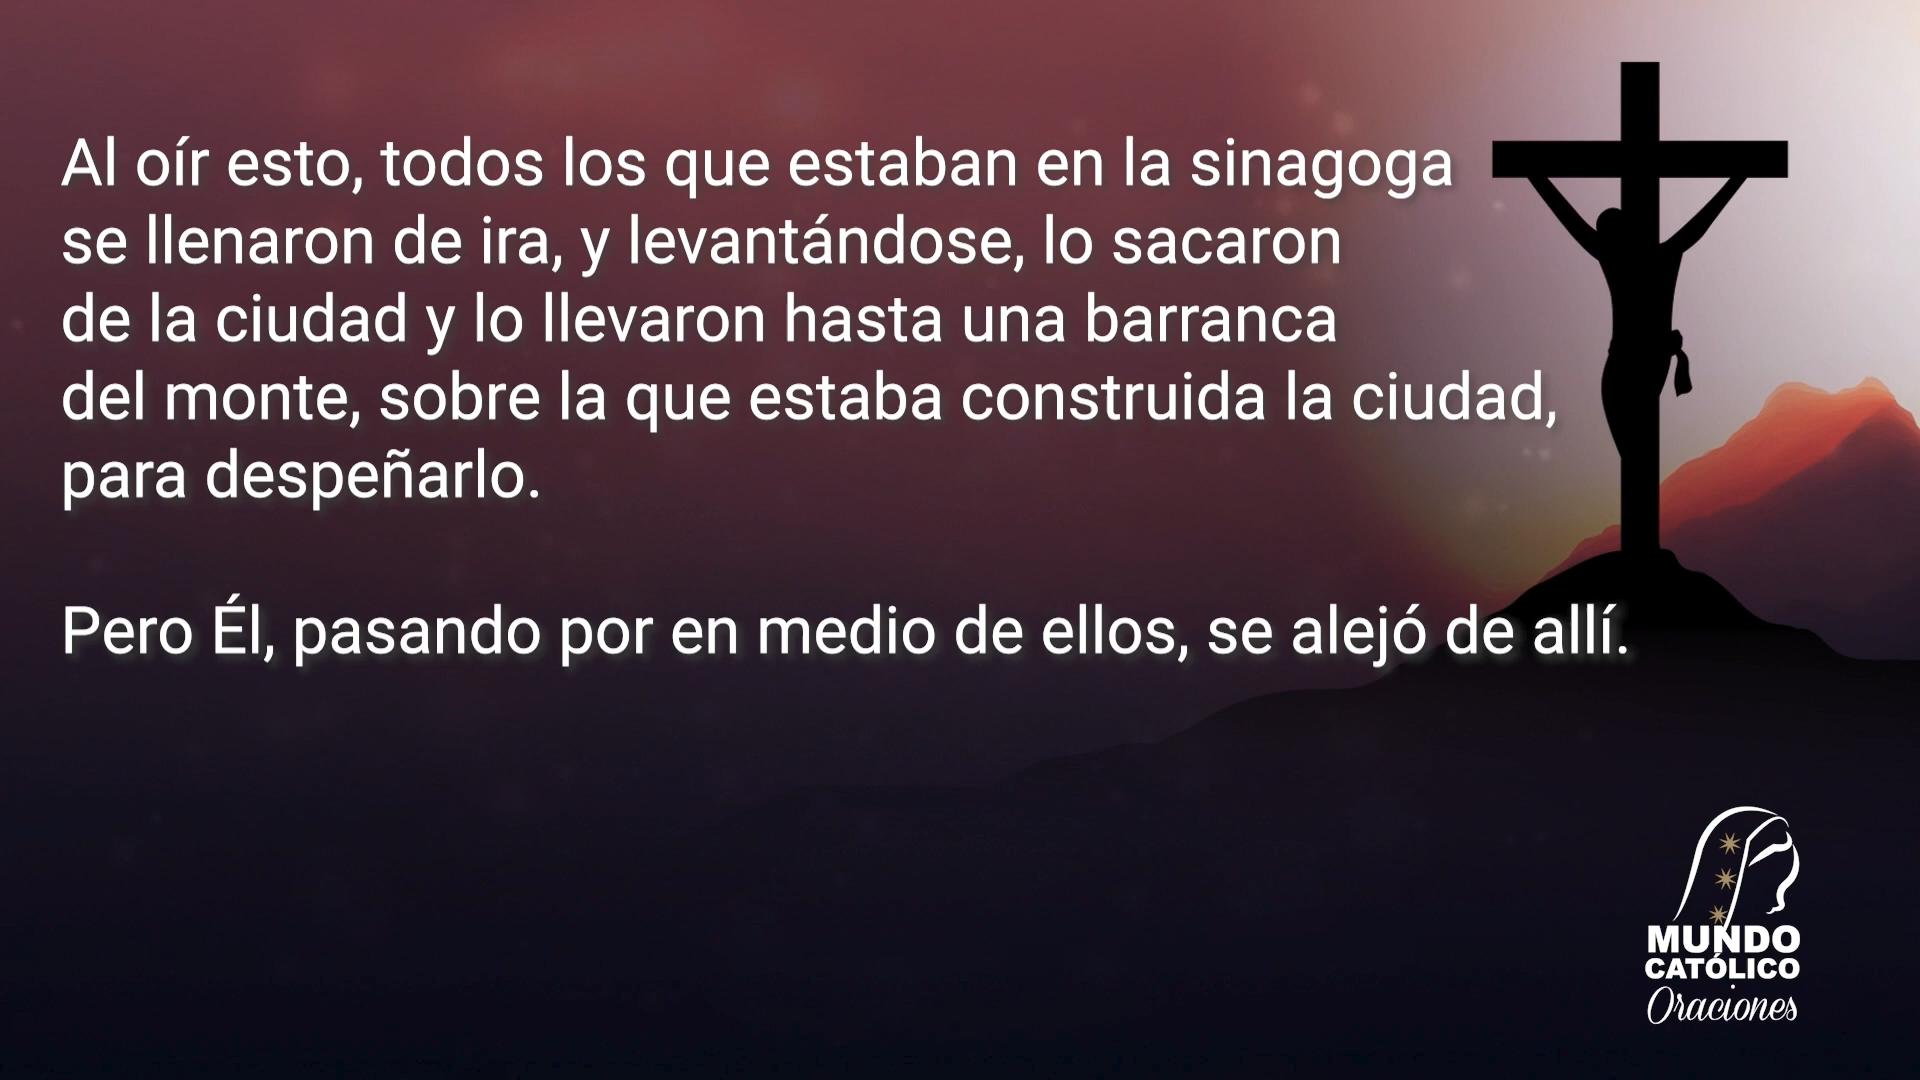 Al oír esto, todos los que estaban en la sinagoga
se llenaron de ira, y levantándose, lo sacaron
de la ciudad y lo llevaron hasta una barranca
del monte, sobre la que estaba construida la ciudad,
para despeñarlo.
Pero Él, pasando por en medio de ellos, se alejó de allí.
MUNDO
CATÓLICO
Oraciones